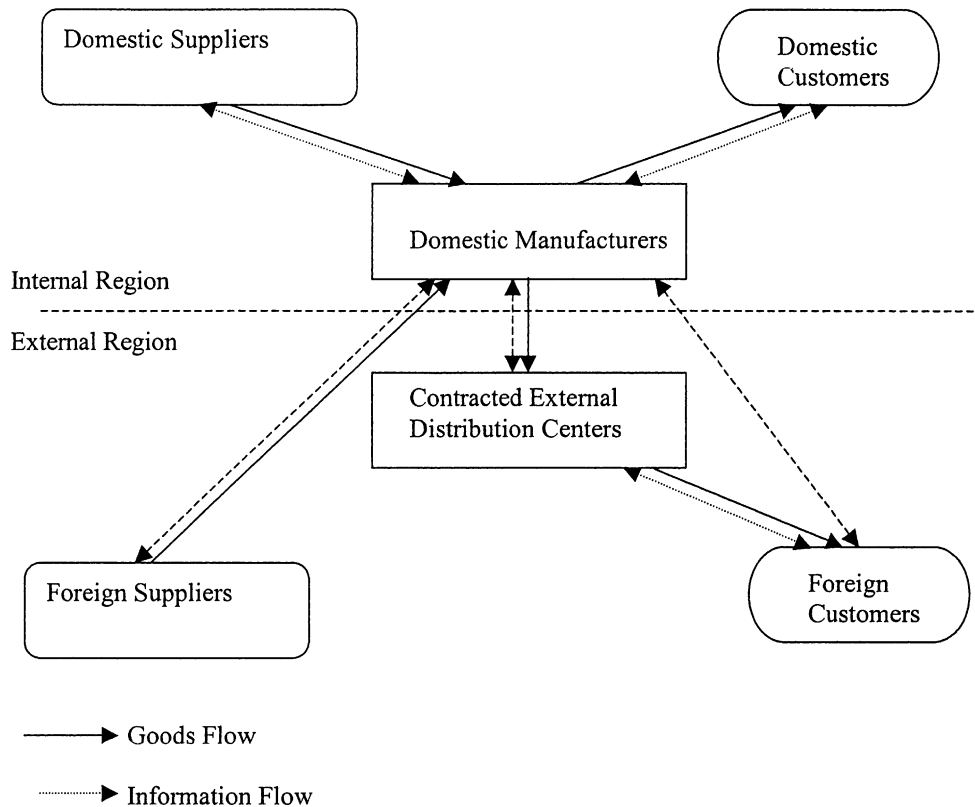 Domestic Suppliers
Domestic
Customers
Domestic Manufacturers
Internal Region
External Region
Contracted External
Distribution Centers
Foreign Suppliers
Foreign
Customers
Goods Flow
Information Flow